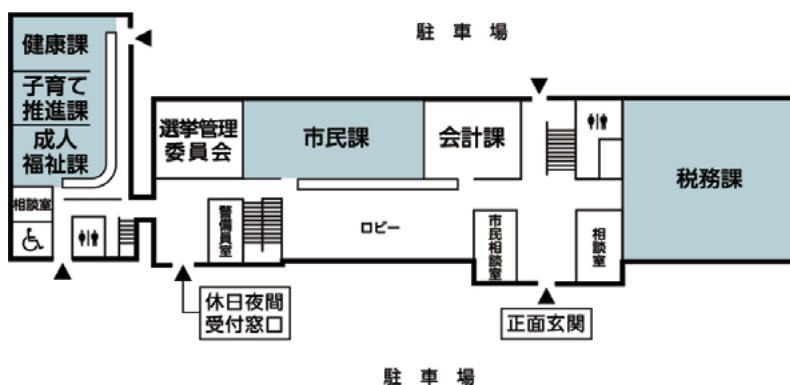 駐車場
健康課
子育て
推進課
成人
福祉課
相談室
選挙管理
委員会
市民課
会計課
税務課
警備員室
ロビー
市民相談室
相談室
休日夜間
受付窓口
正面玄関
駐車場